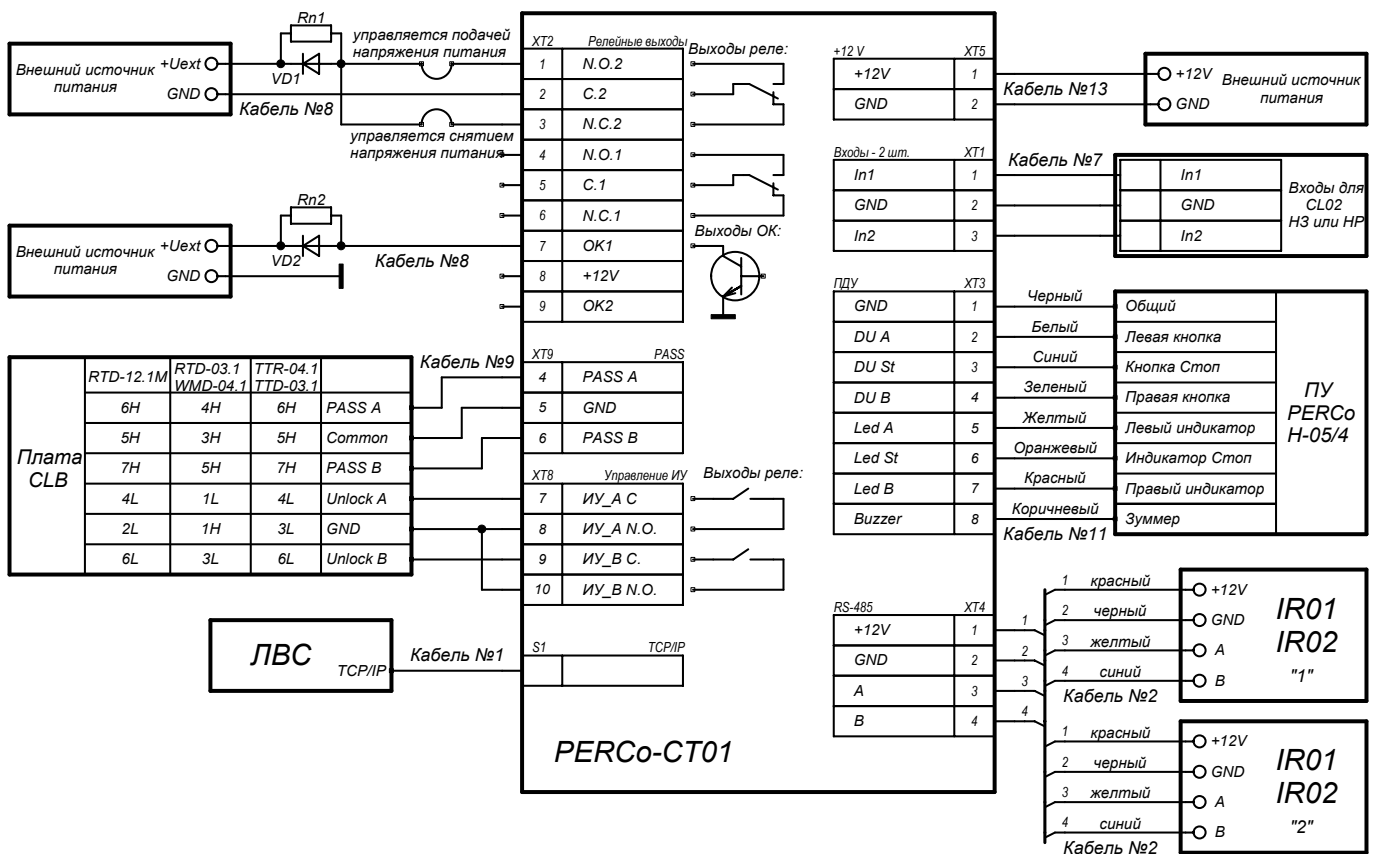 Rn1
управляется подачей
напряжения питания
Внешний источник
питания
+Uext
GND
VD1
Кабель №8
управляется снятием
напряжения питания
XT2 Релейные выходы
1 N.O.2
2 C.2
3 N.C.2
4 N.O.1
5 C.1
6 N.C.1
7 OK1
8 +12V
9 OK2
Выходы реле:
Выходы ОК:
Rn2
Внешний источник
питания
+Uext
GND
VD2
Кабель №8
Плата
CLB
RTD-12.1M RTD-03.1 TTR-04.1
WMD-04.1 TTD-03.1
6H 4H 6H PASS A
5H 3H 5H Common
7H 5H 7H PASS B
4L 1L 4L Unlock A
2L 1H 3L GND
6L 3L 6L Unlock B
Кабель №9
XT9 PASS
4 PASS A
5 GND
6 PASS B
XT8 Управление ИУ
7 ИУ_A C
8 ИУ_A N.O.
9 ИУ_B C.
10 ИУ_B N.O.
Выходы реле:
ЛВС
TCP/IP
Кабель №1
S1 TCP/IP
PERCo-CT01
+12 V XT5
+12V 1
GND 2
Кабель №13
+12V
GND
Внешний источник
питания
Входы - 2 шт. XT1
In1 1
GND 2
In2 3
Кабель №7
In1
GND
In2
Входы для
CL02
НЗ или НР
ПДУ XT3
GND 1 Черный Общий
DU A 2 Белый Левая кнопка
DU St 3 Синий Кнопка Стоп
DU B 4 Зеленый Правая кнопка
Led A 5 Желтый Левый индикатор
Led St 6 Оранжевый Индикатор Стоп
Led B 7 Красный Правый индикатор
Buzzer 8 Коричневый Зуммер
Кабель №11
ПУ
PERCo
H-05/4
RS-485 XT4
+12V 1 1
GND 2 2
A 3 3
B 4 4
1 красный +12V
2 черный GND
3 желтый A
4 синий B
Кабель №2
IR01
IR02
"1"
1 красный +12V
2 черный GND
3 желтый A
4 синий B
Кабель №2
IR01
IR02
"2"